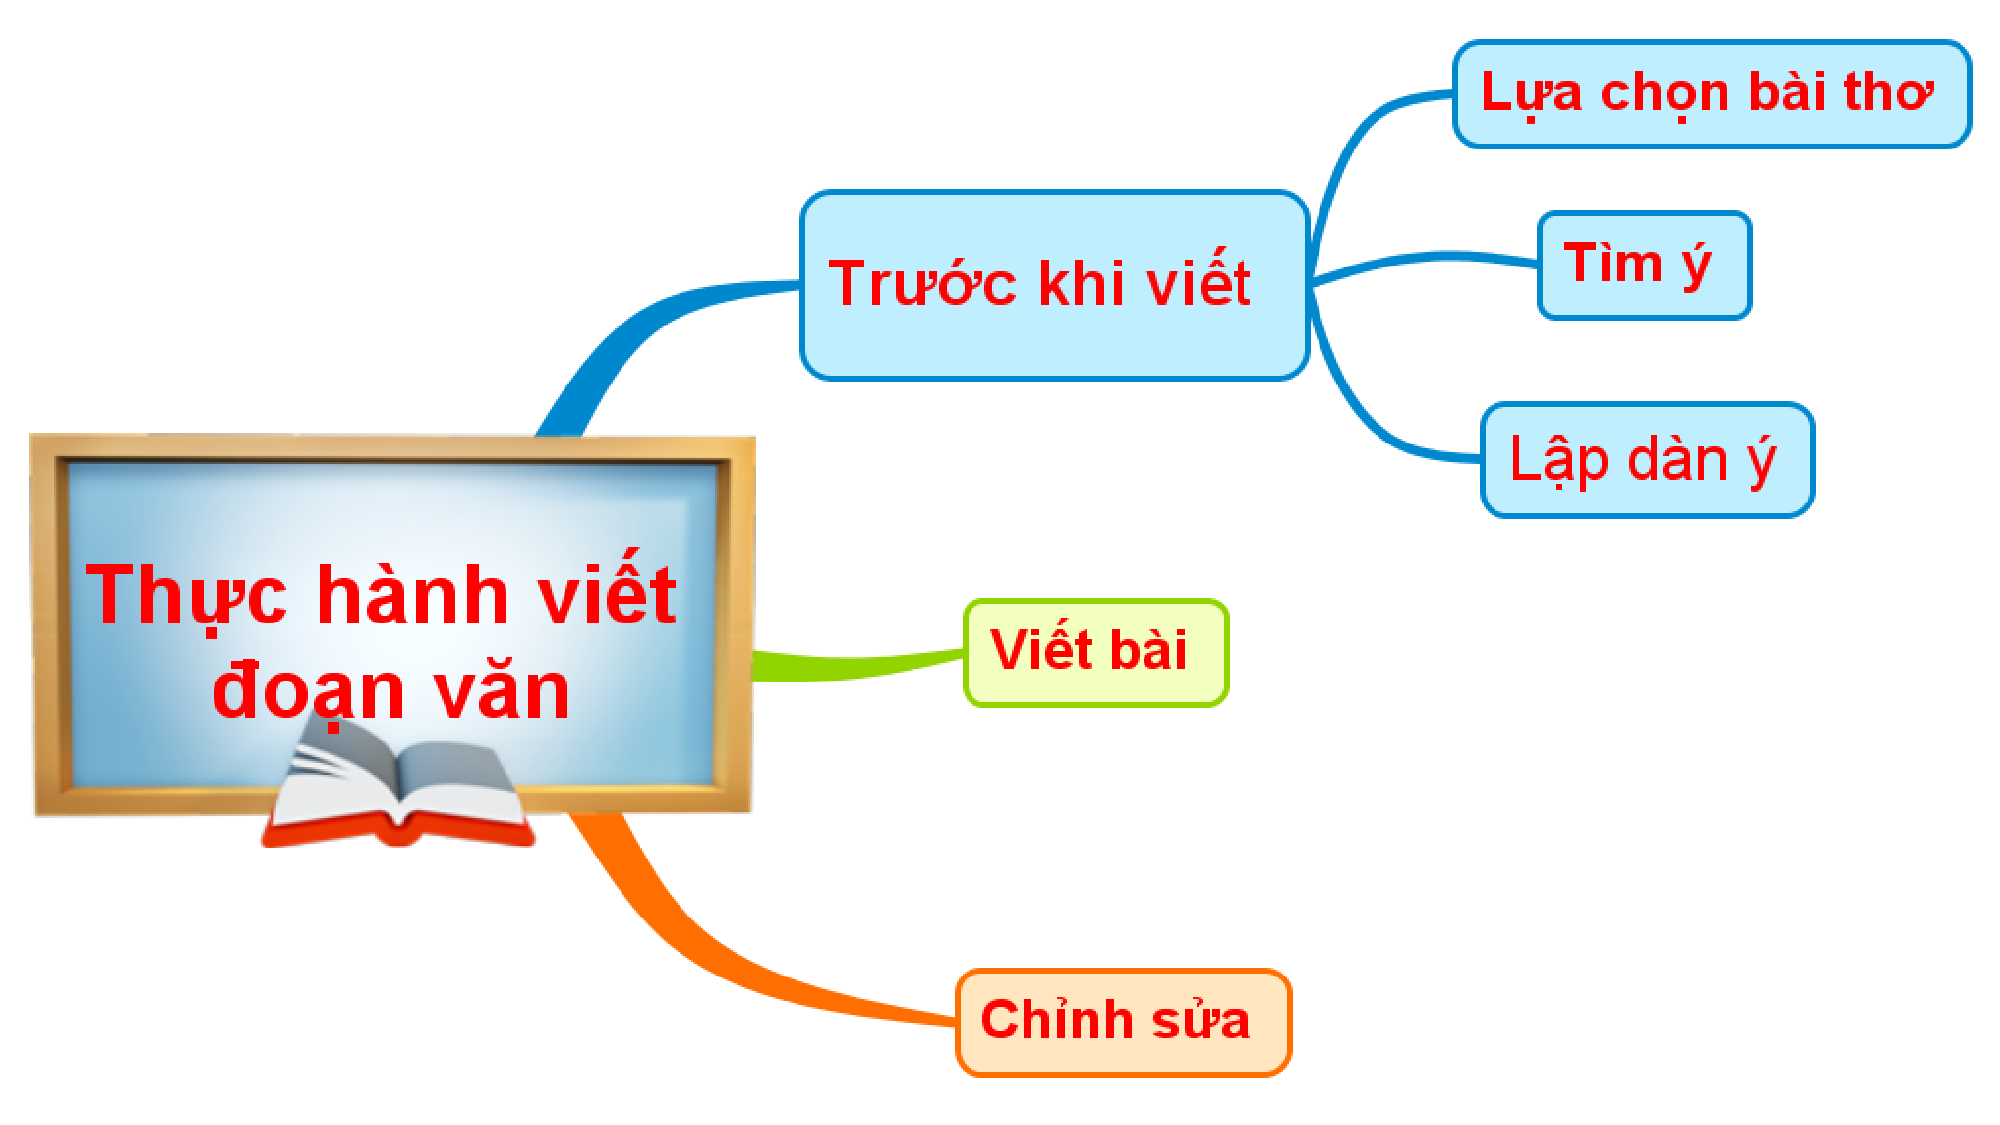 Thực hành viết
đoạn văn
Trước khi viết
Lựa chọn bài thơ
Tìm ý
Lập dàn ý
Viết bài
Chỉnh sửa